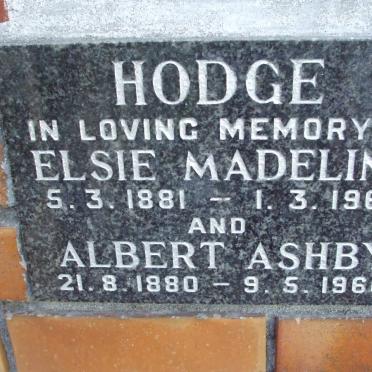 HODGE
IN LOVING MEMORY
ELSIE MADELIN
5.3.1881 – 1.3.196
AND
ALBERT ASHBY
21.8.1880 – 9.5.196